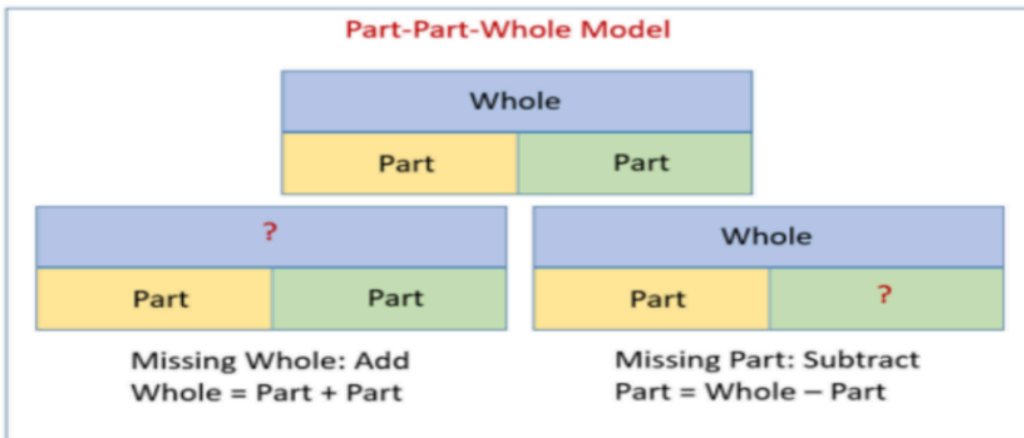 Part-Part-Whole Model
Whole
Part Part
?
Part Part
Missing Whole: Add
Whole = Part + Part
Whole
Part ?
Missing Part: Subtract
Part = Whole – Part